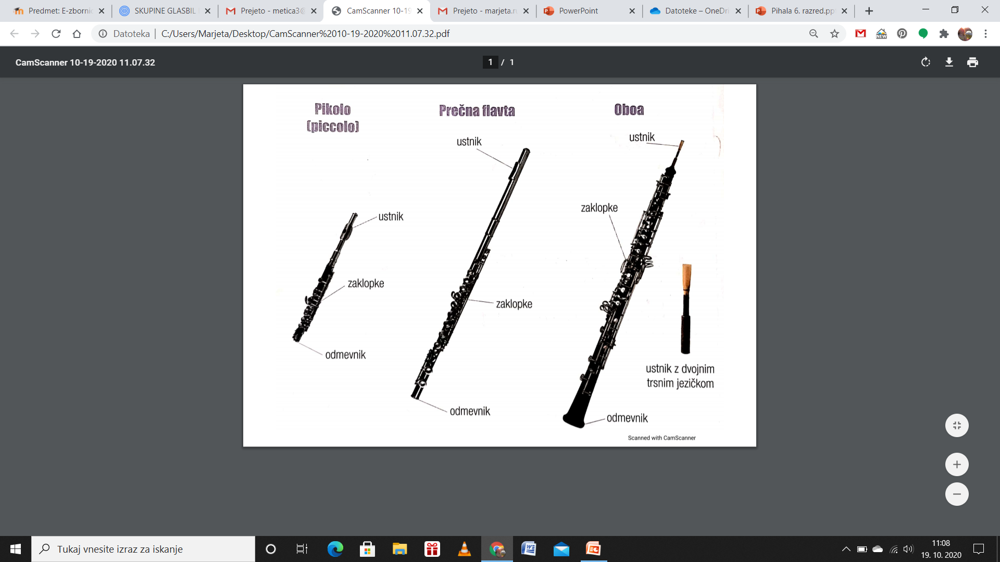 Predmet: E-zbornic
SKUPINE GLASBIL
Prejeto - metica3@
CamScanner 10-19
Prejeto - marjeta.r
PowerPoint
Datoteke – OneDri
Pihala 6. razred.pp
Datoteka
C:/Users/Marjeta/Desktop/CamScanner%2010-19-2020%2011.07.32.pdf
NEW
CamScanner 10-19-2020 11.07.32
1 / 1
Pikolo
(piccolo)
Prečna flavta
Oboa
ustnik
ustnik
zaklopke
ustnik
zaklopke
zaklopke
odmevnik
ustnik z dvojnim
trsnim jezičkom
odmevnik
odmevnik
Scanned with CamScanner
Tukaj vnesite izraz za iskanje
11:08
19. 10. 2020